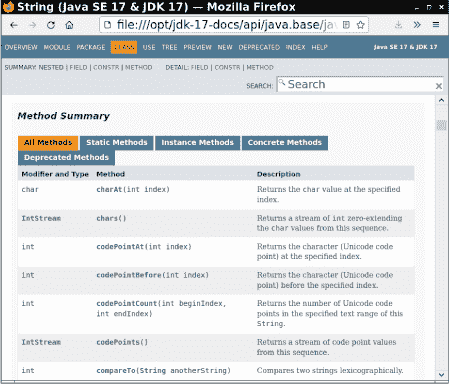 String (Java SE 17 & JDK 17) — Mozilla Firefox
file:///opt/jdk-17-docs/api/java.base/ja
OVERVIEW MODULE PACKAGE CLASS USE TREE PREVIEW NEW DEPRECATED INDEX HELP Java SE 17 & JDK 17
SUMMARY: NESTED | FIELD | CONSTR | METHOD DETAIL: FIELD | CONSTR | METHOD
SEARCH: Search
Method Summary
All Methods Static Methods Instance Methods Concrete Methods
Deprecated Methods
Modifier and Type Method Description
char charAt(int index) Returns the char value at the specified
index.
IntStream chars() Returns a stream of int zero-extending
the char values from this sequence.
int codePointAt(int index) Returns the character (Unicode code
point) at the specified index.
int codePointBefore(int index) Returns the character (Unicode code
point) before the specified index.
int codePointCount(int beginIndex, Returns the number of Unicode code
int endIndex) points in the specified text range of this
String.
IntStream codePoints() Returns a stream of code point values
from this sequence.
int compareTo(String anotherString) Compares two strings lexicographically.